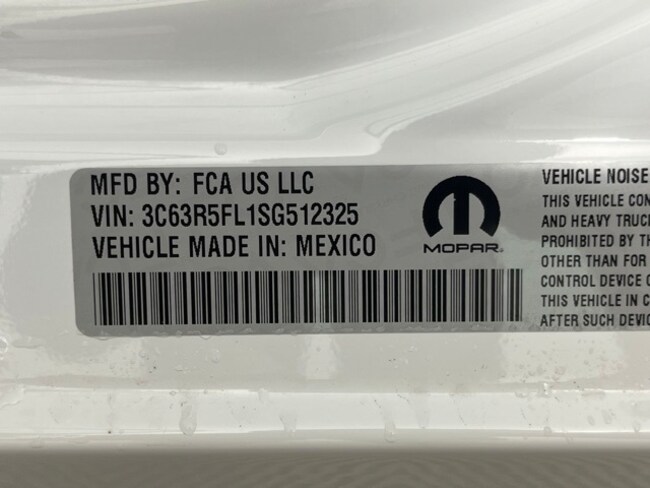 MFD BY: FCA US LLC
VIN: 3C63R5FL1SG512325
VEHICLE MADE IN: MEXICO
MOPAR®
VEHICLE NOISE
THIS VEHICLE CON
AND HEAVY TRUC
PROHIBITED BY TH
OTHER THAN FOR
CONTROL DEVICE
THIS VEHICLE IN C
AFTER SUCH DEVIC